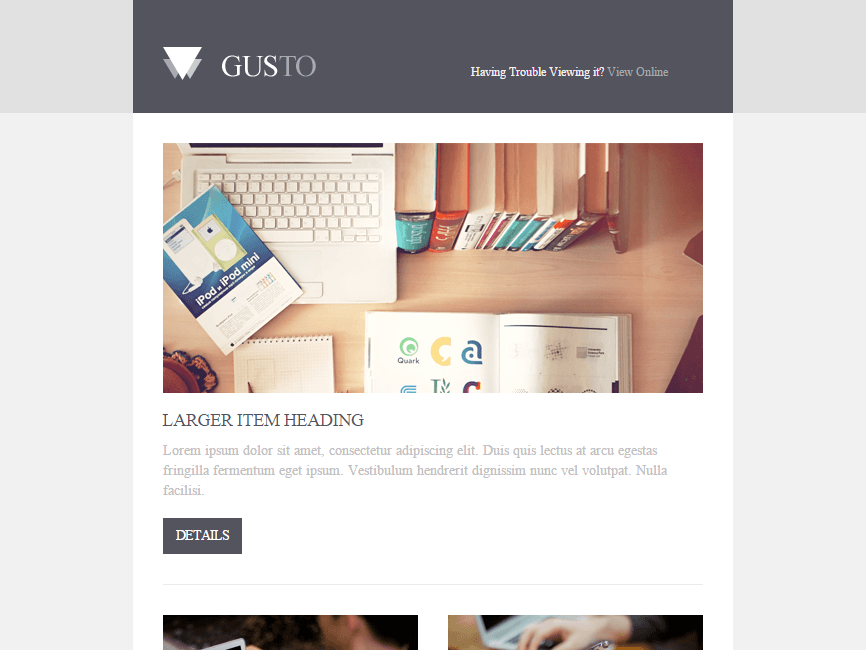 GUSTO
Having Trouble Viewing it? View Online
iPod и iPod mini
Quark
LARGER ITEM HEADING
Lorem ipsum dolor sit amet, consectetur adipiscing elit. Duis quis lectus at arcu egestas
fringilla fermentum eget ipsum. Vestibulum hendrerit dignissim nunc vel volutpat. Nulla
facilisi.
DETAILS